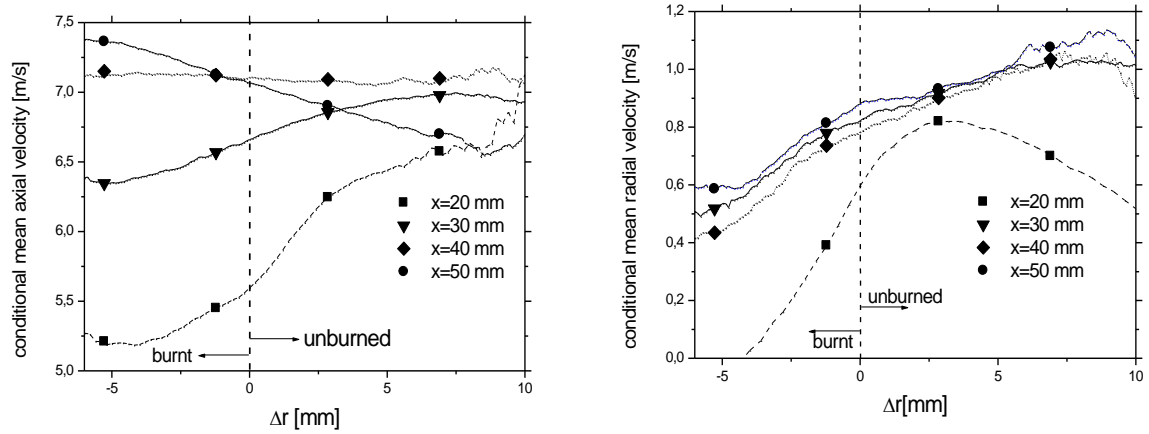 conditional mean axial velocity [m/s]
7,5
7,0
6,5
6,0
5,5
5,0
x=20 mm
x=30 mm
x=40 mm
x=50 mm
unburned
burnt
-5
0
5
10
Δr [mm]
conditional mean radial velocity [m/s]
1,2
1,0
0,8
0,6
0,4
0,2
0,0
x=20 mm
x=30 mm
x=40 mm
x=50 mm
unburned
burnt
-5
0
5
10
Δr[mm]